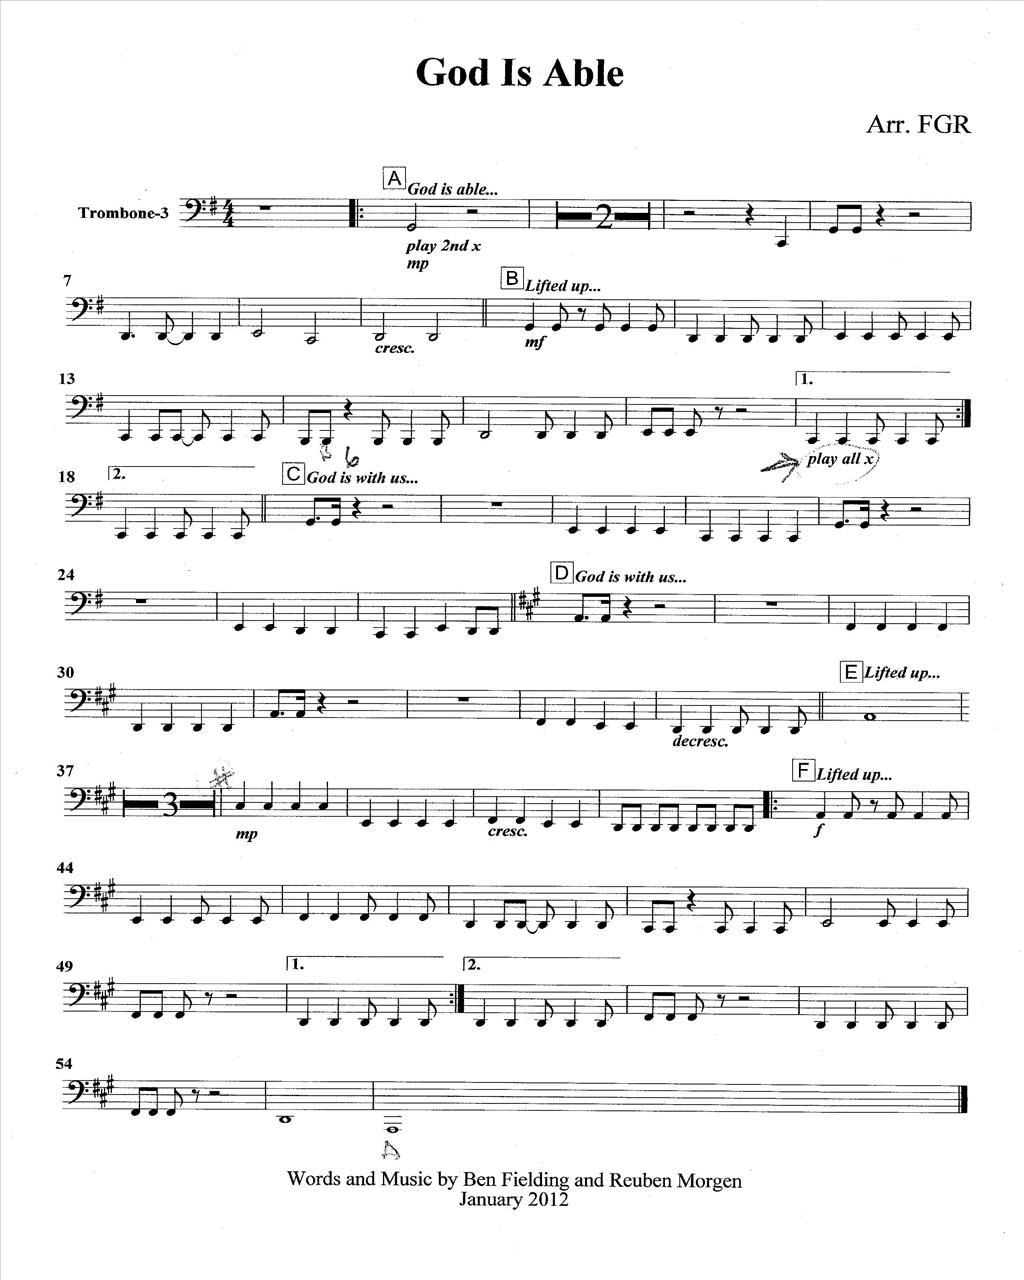 God Is Able
Arr. FGR
A God is able...
Trombone-3
2
play 2nd x
mp
7
B Lifted up...
cresc.
mf
13
1.
B 6
play all x
18
2.
C God is with us...
24
D God is with us...
30
E Lifted up...
decresc.
37
3
F Lifted up...
mp
cresc.
f
44
49
1.
2.
54
A
Words and Music by Ben Fielding and Reuben Morgen
January 2012